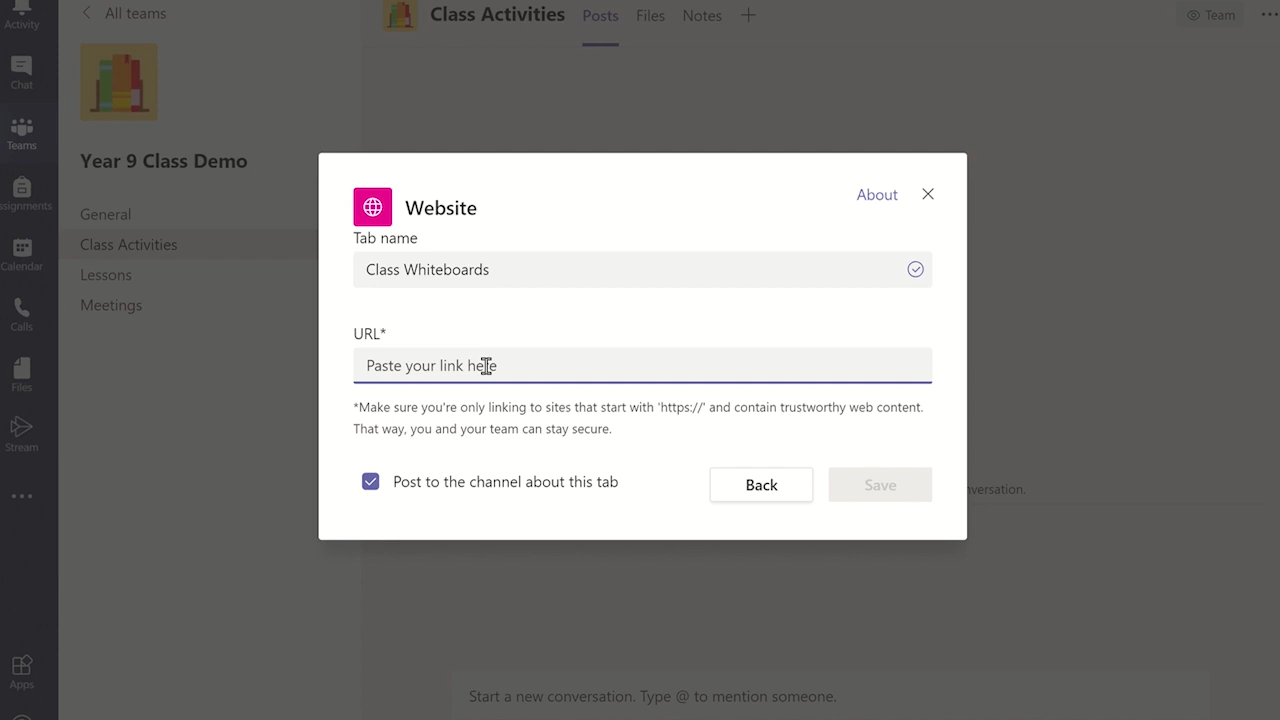 Activity
Chat
Teams
ssignments
Calendar
Calls
Files
Stream
Apps
All teams
Year 9 Class Demo
General
Class Activities
Lessons
Meetings
Class Activities Posts Files Notes
Team
Website
About
Tab name
Class Whiteboards
URL*
Paste your link here
*Make sure you're only linking to sites that start with 'https://' and contain trustworthy web content.
That way, you and your team can stay secure.
Post to the channel about this tab
Back
Save
nversation.
Start a new conversation. Type @ to mention someone.